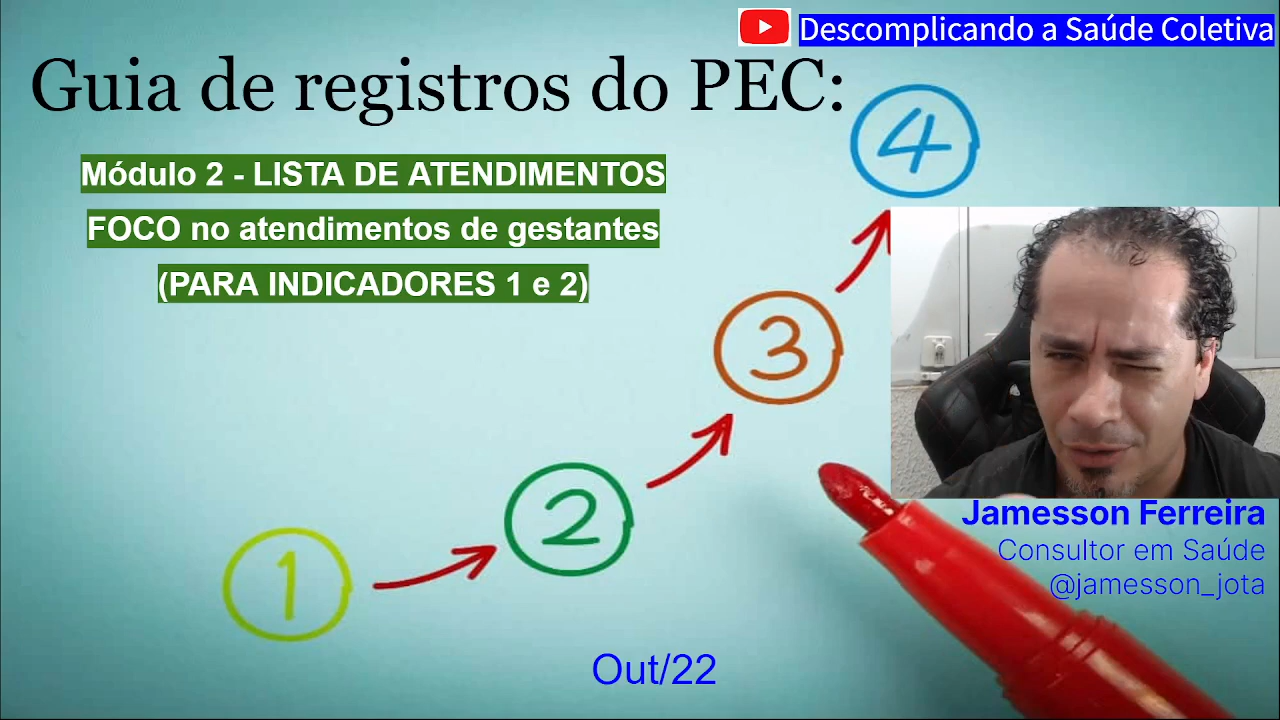 Descomplicando a Saúde Coletiva
Guia de registros do PEC:
Módulo 2 - LISTA DE ATENDIMENTOS
FOCO no atendimentos de gestantes
(PARA INDICADORES 1 e 2)
4
3
2
1
Jamesson Ferreira
Consultor em Saúde
@jamesson_jota
Out/22